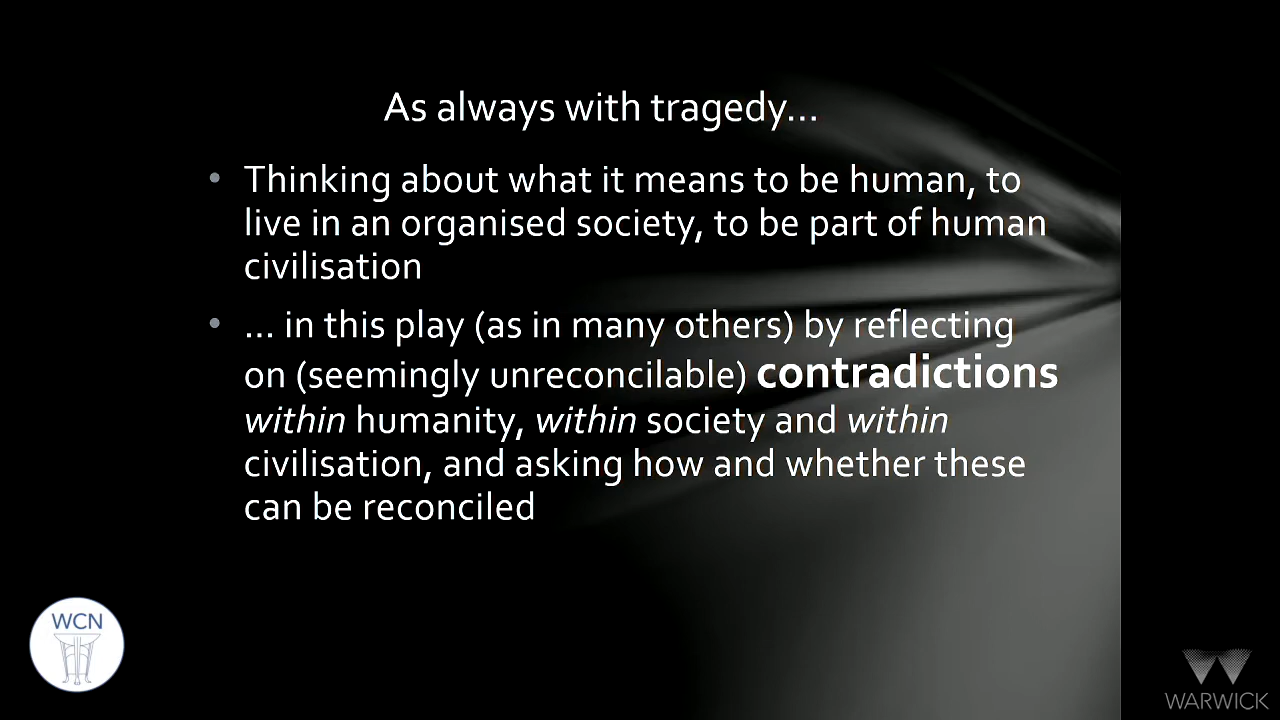 As always with tragedy...
• Thinking about what it means to be human, to
live in an organised society, to be part of human
civilisation
• ... in this play (as in many others) by reflecting
on (seemingly unreconcilable) contradictions
within humanity, within society and within
civilisation, and asking how and whether these
can be reconciled
WCN
WARWICK